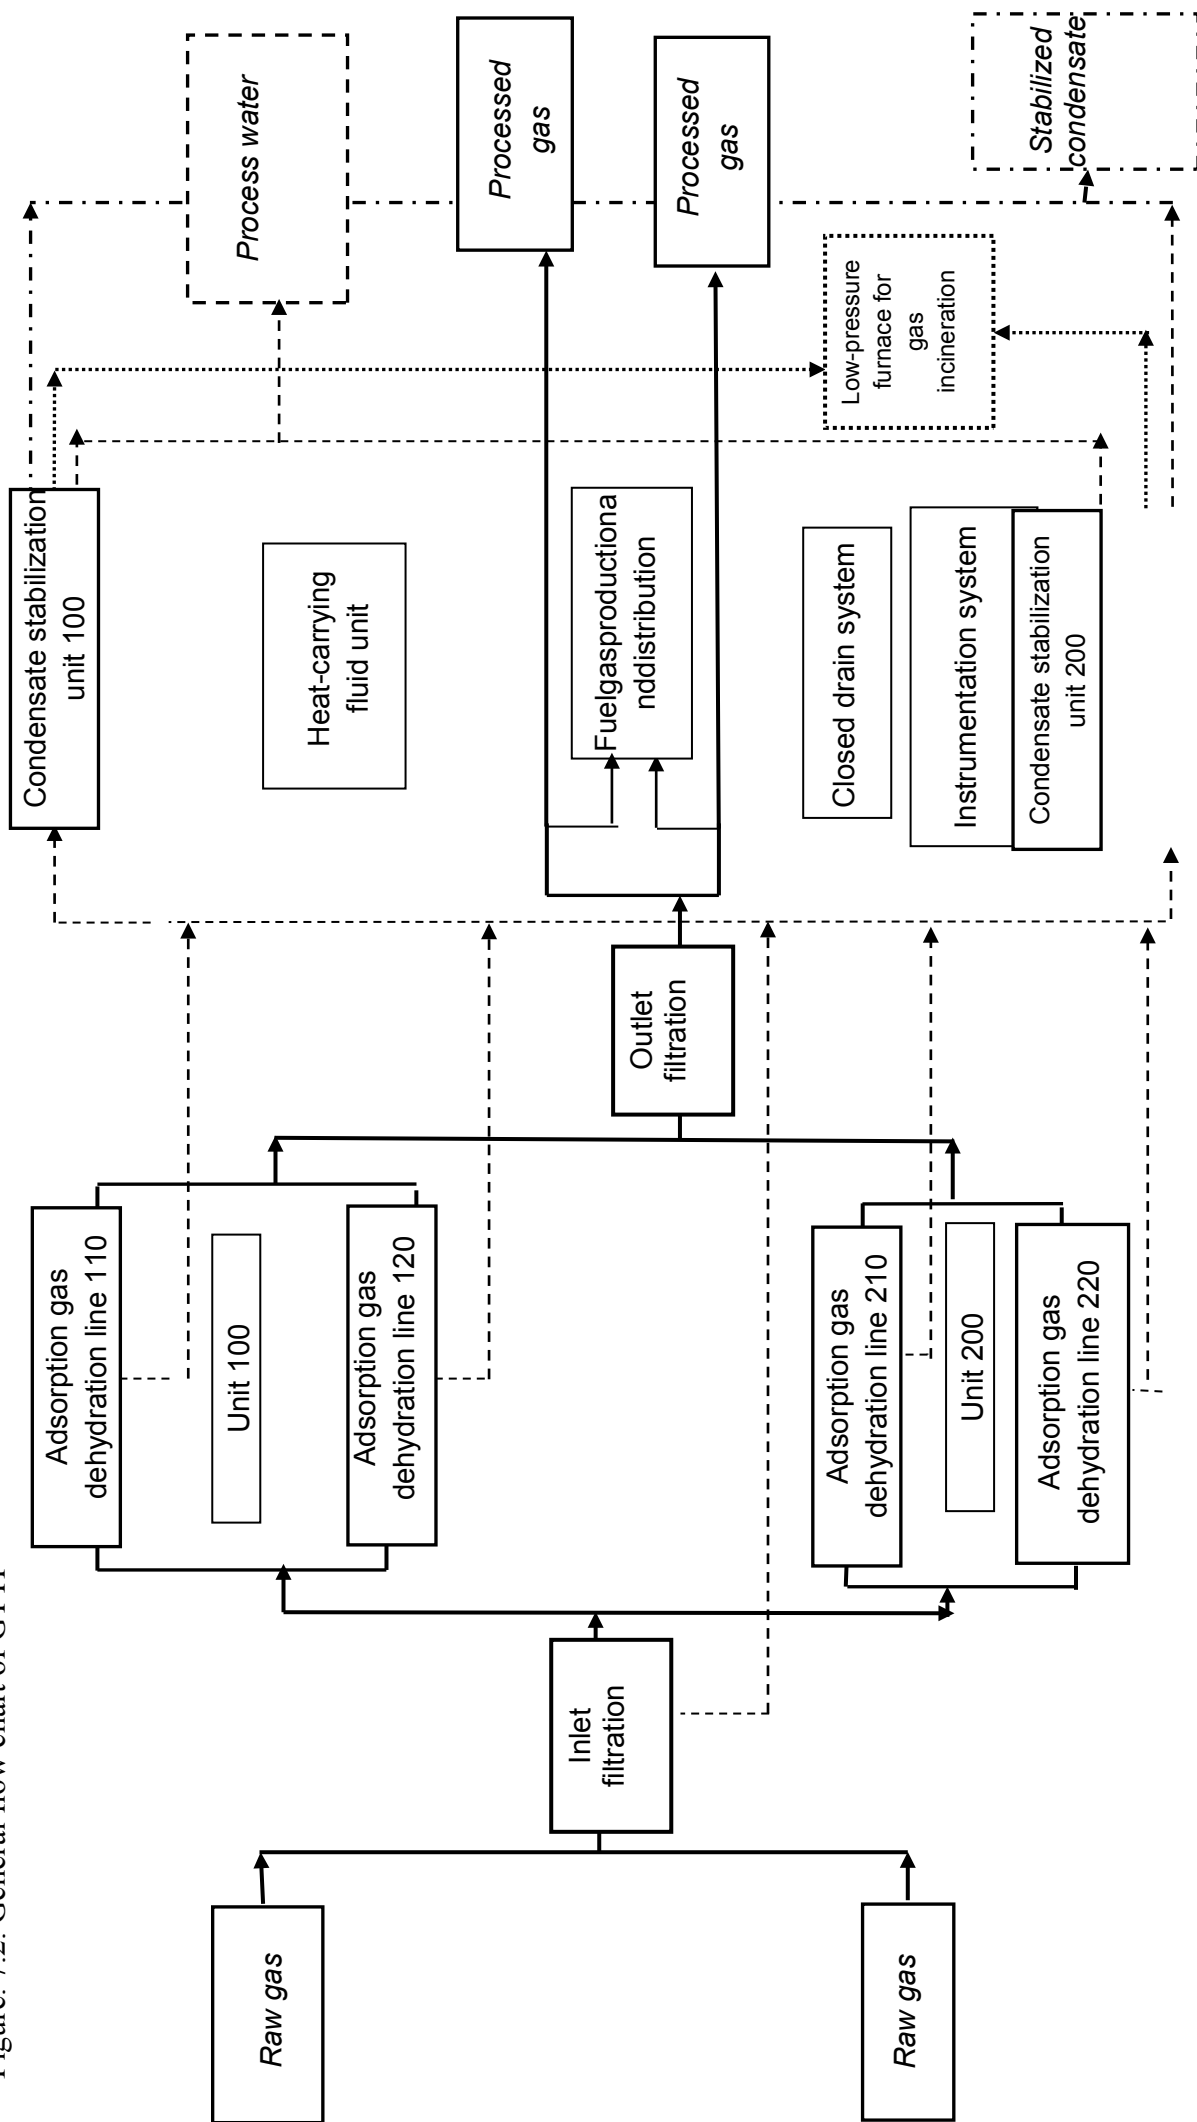 Figure. 7.2. General flow chart of
Raw gas
Raw gas
Inlet
filtration
Adsorption gas
dehydration line 110
Unit 100
Adsorption gas
dehydration line 120
Adsorption gas
dehydration line 210
Unit 200
Adsorption gas
dehydration line 220
Outlet
filtration
Condensate stabilization
unit 100
Heat-carrying
fluid unit
Fuelgasproductiona
nddistribution
Closed drain system
Instrumentation system
Condensate stabilization
unit 200
Process water
Processed
gas
Processed
gas
Low-pressure
furnace for
gas
incineration
Stabilized
condensate